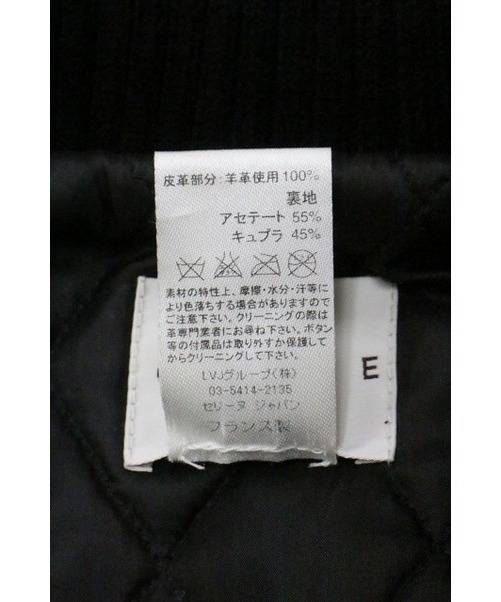 皮革部分:羊革使用100%
裏地
アセテート 55%
キュプラ 45%
素材の特性上、摩擦・水分・汗等に
より色落ちする場合がありますので
ご注意下さい。クリーニングの際は
革専門業者にお尋ね下さい。ボタン
等の付属品は取り外すか保護して
からクリーニングして下さい。
LVJグループ(株)
03-5414-2135
セリーヌ ジャパン
フランス製
E